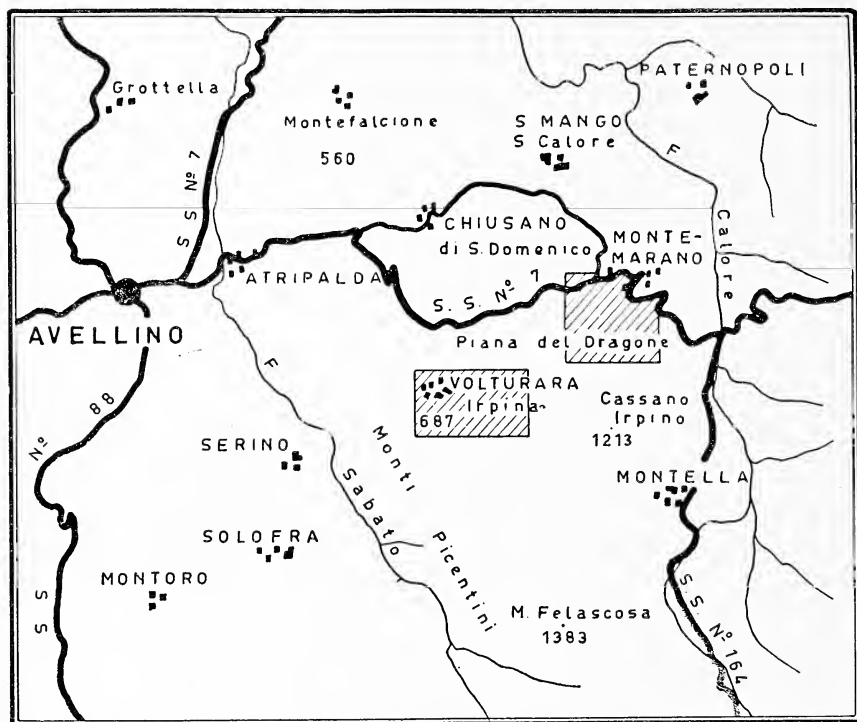 Grottella
Montefalcione
560
PATERNOPOLI
S MANGO
S Calore
F Calore
S S Nº 7
CHIUSANO
di S. Domenico
MONTE-
MARANO
ATRIPALDA
S. S. Nº 7
AVELLINO
Piana del Dragone
VOLTURARA
Irpina
687
Cassano
Irpino
1213
SS Nº 88
F Sabato
SERINO
Monti Picentini
MONTELLA
SOLOFRA
MONTORO
M. Felascosa
1383
S.S. Nº 164